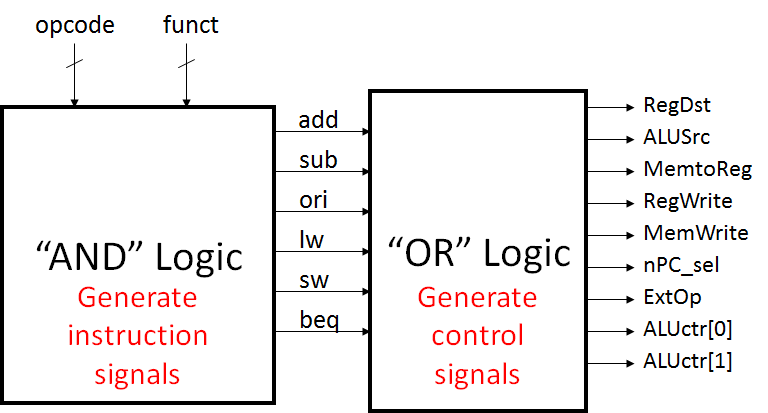 opcode funct
add
sub
ori
lw
sw
beq
“AND” Logic
Generate
instruction
signals
“OR” Logic
Generate
control
signals
RegDst
ALUSrc
MemtoReg
RegWrite
MemWrite
nPC_sel
ExtOp
ALUctr[0]
ALUctr[1]